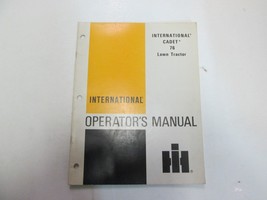 INTERNATIONAL®
CADET®
76
Lawn Tractor
INTERNATIONAL®
OPERATOR'S MANUAL
IH
®